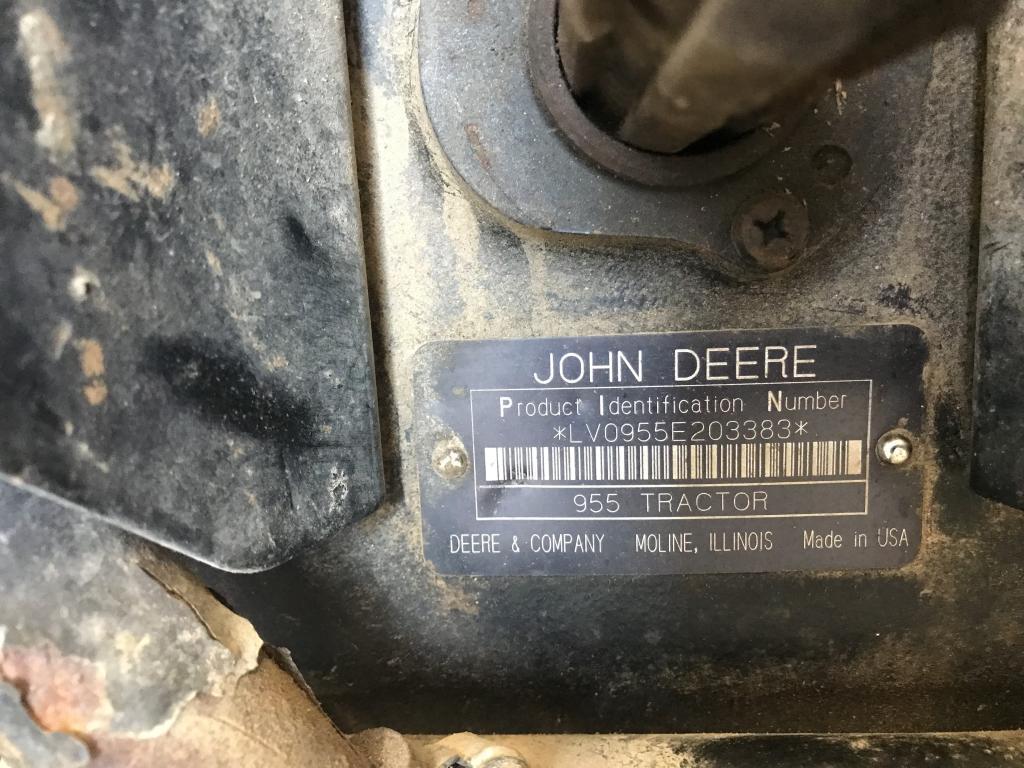 JOHN DEERE
Product Identification Number
*LV0955E203383*
955 TRACTOR
DEERE & COMPANY MOLINE, ILLINOIS Made in USA